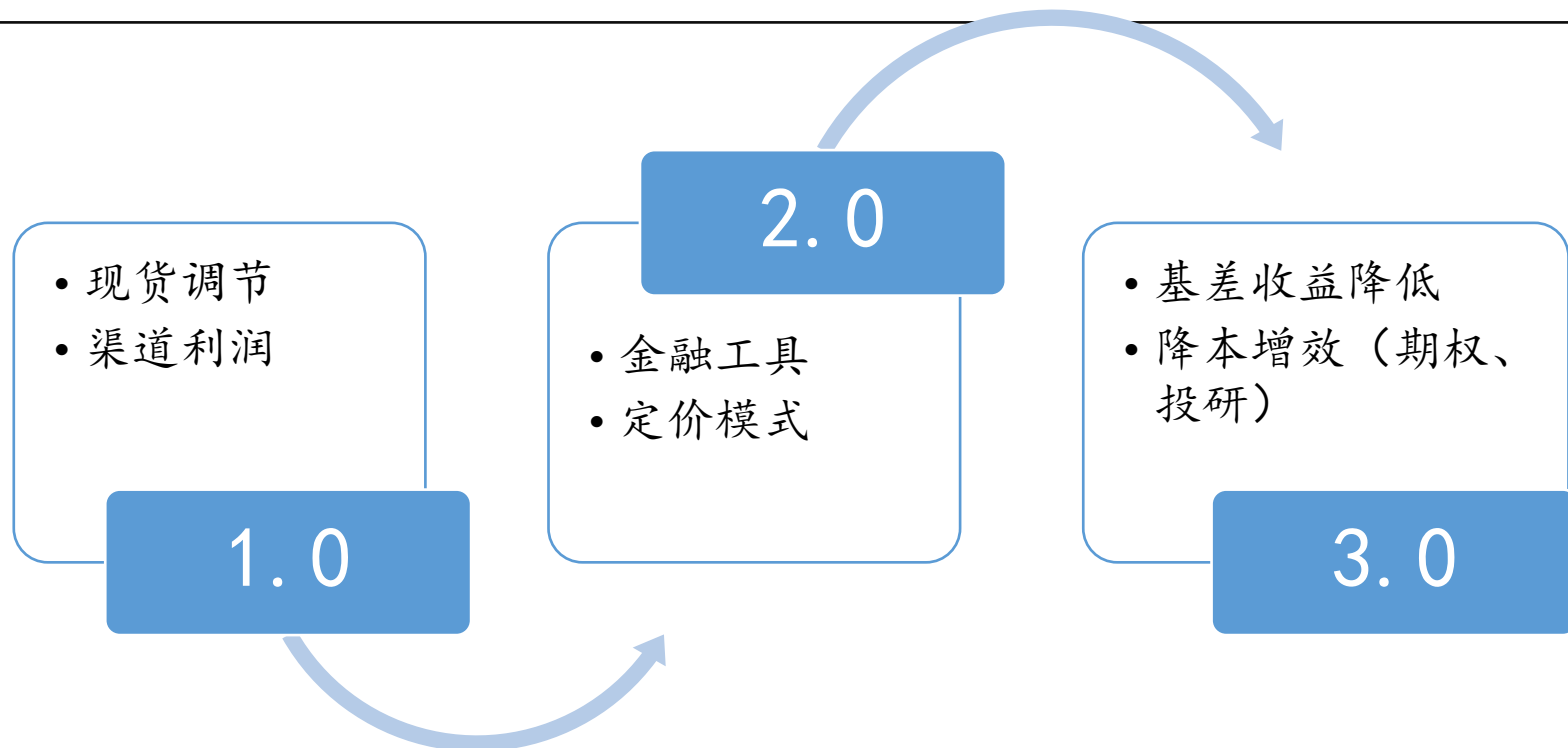 • 现货调节
• 渠道利润
1.0
2.0
• 金融工具
• 定价模式
• 基差收益降低
• 降本增效（期权、
投研）
3.0